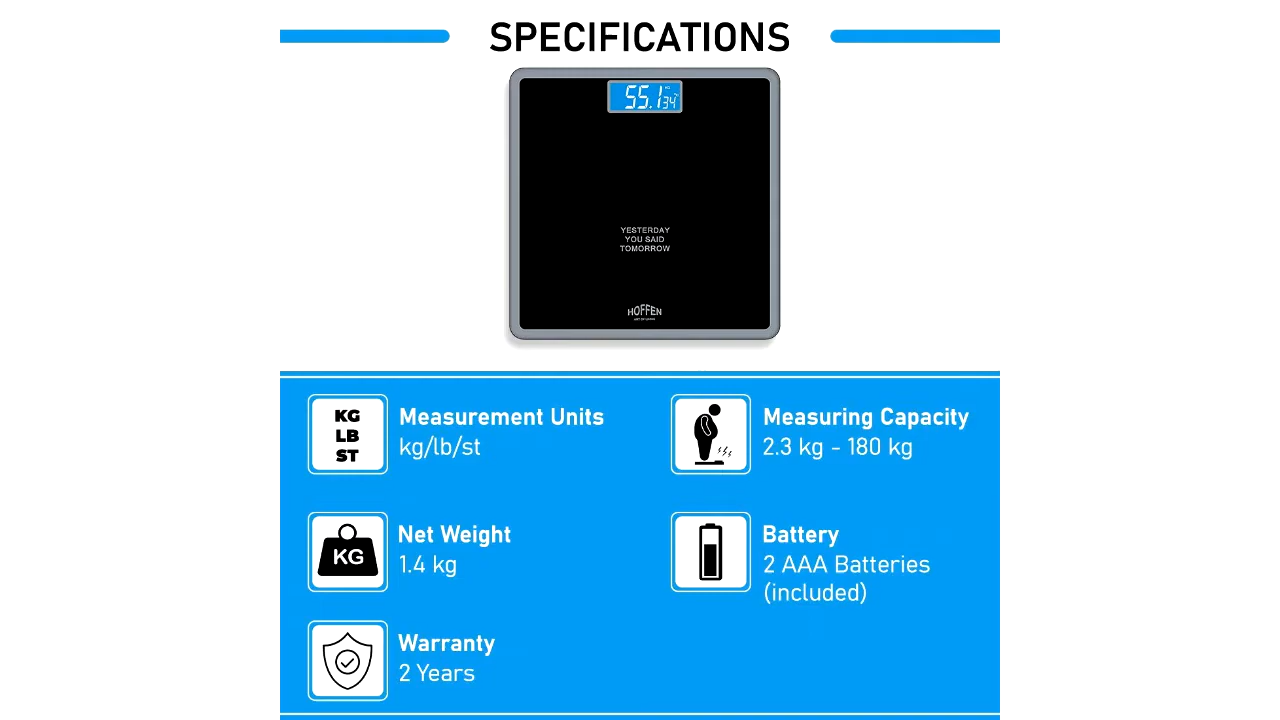 SPECIFICATIONS
55.1
34
YESTERDAY
YOU SAID
TOMORROW
HOFFEN
KG
LB
ST
Measurement Units
kg/lb/st
Measuring Capacity
2.3 kg - 180 kg
KG
Net Weight
1.4 kg
Battery
2 AAA Batteries
(included)
Warranty
2 Years